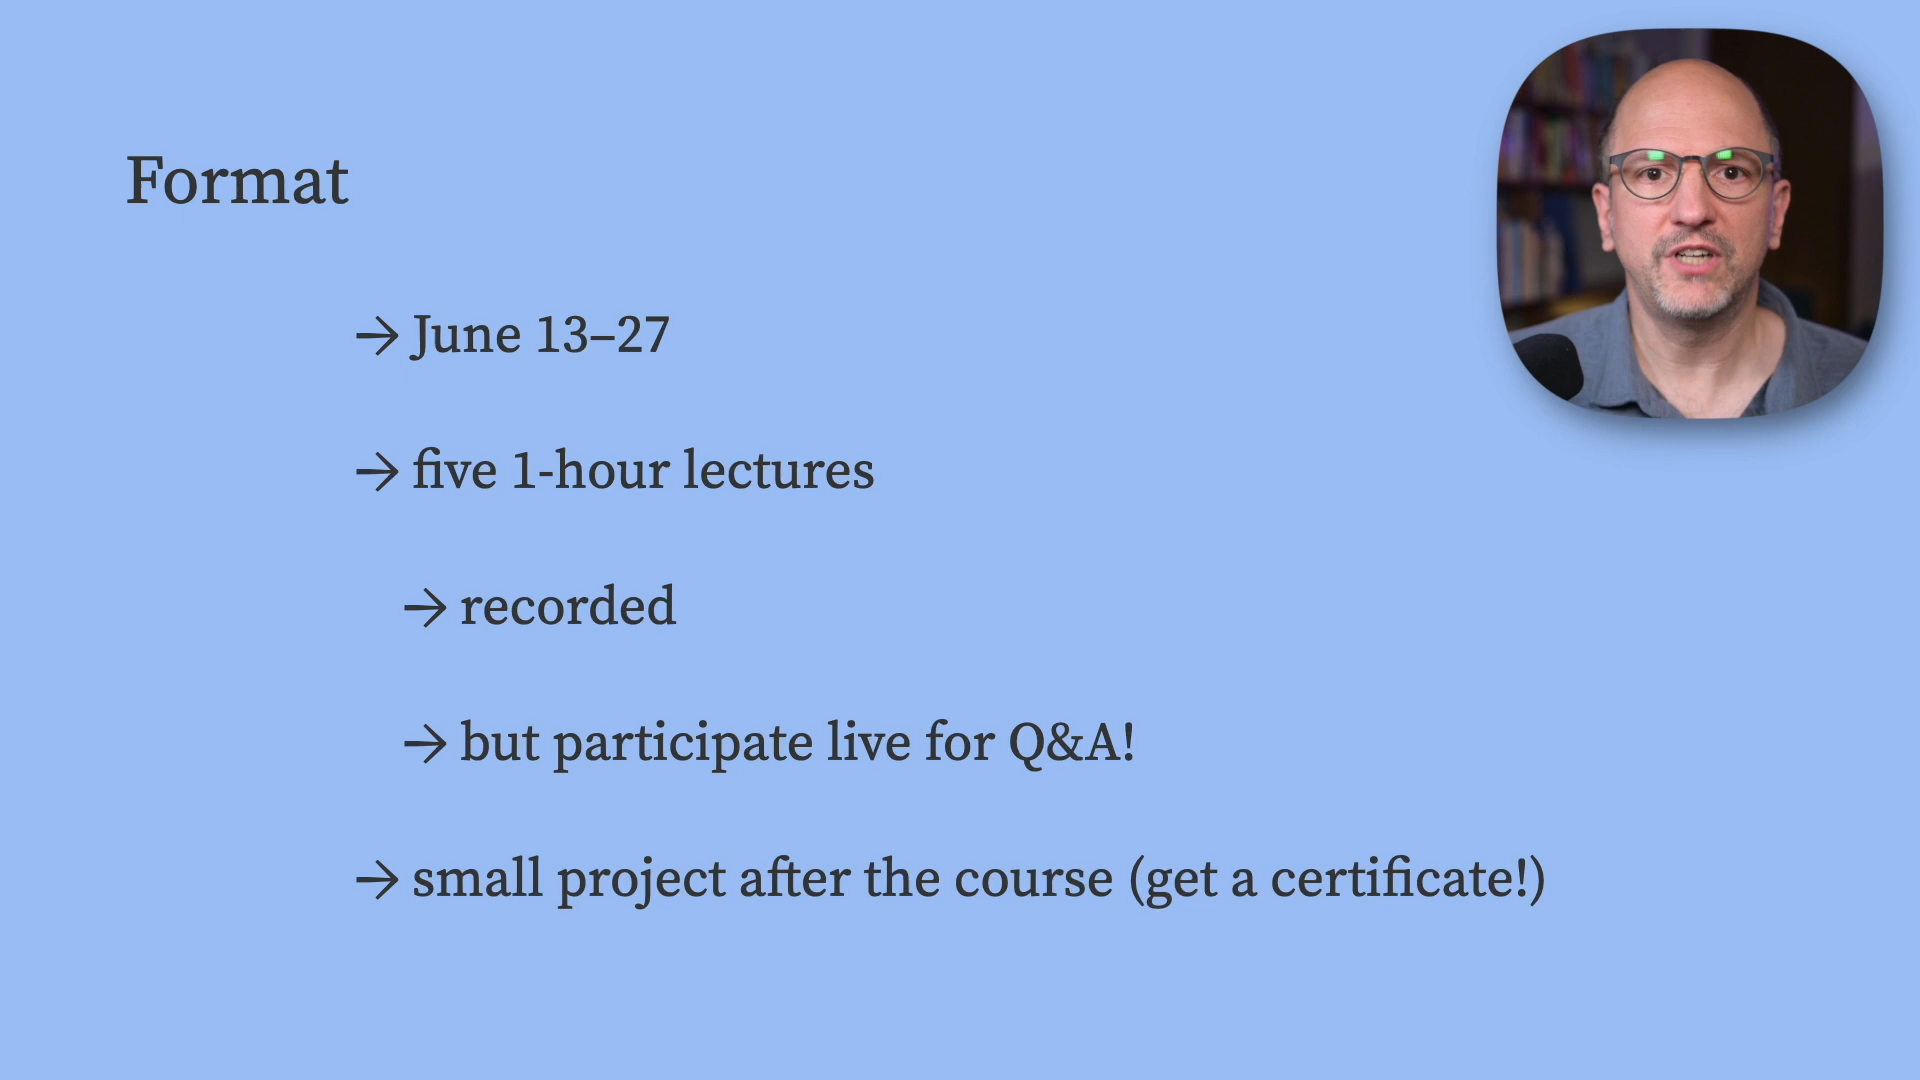 Format
→ June 13–27
→ five 1-hour lectures
→ recorded
→ but participate live for Q&A!
→ small project after the course (get a certificate!)